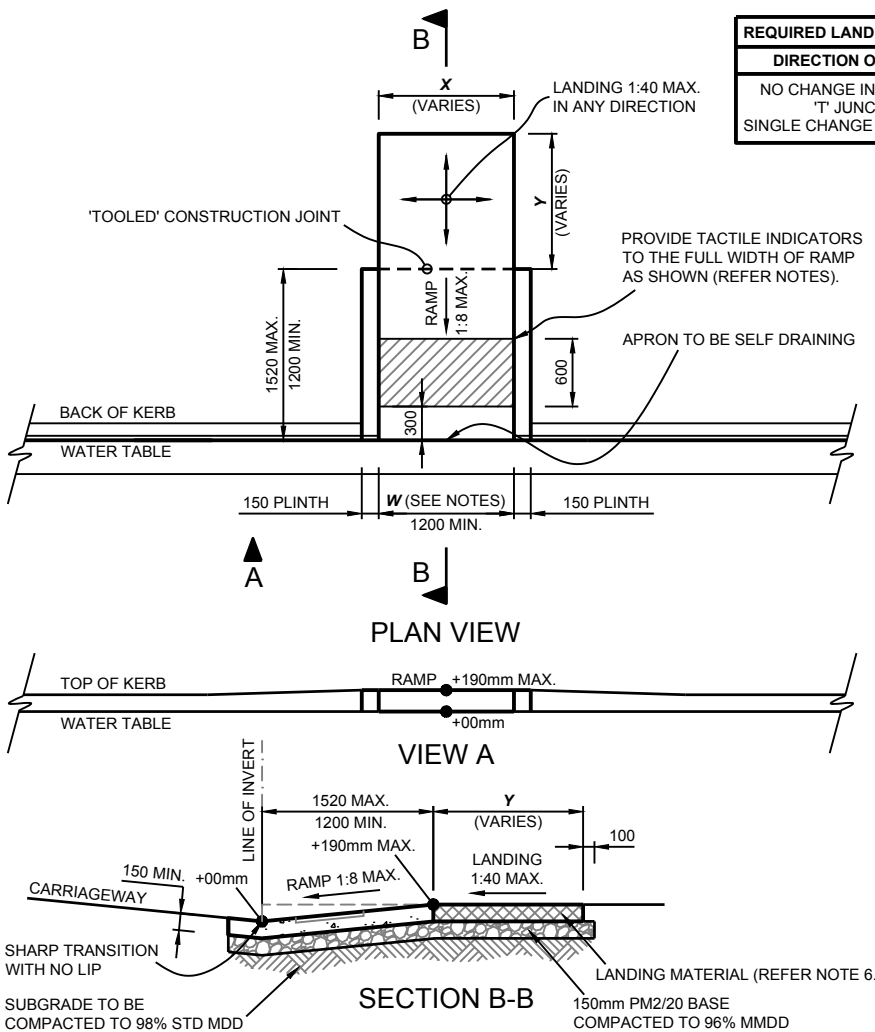 B
REQUIRED LAND
DIRECTION O
NO CHANGE IN
'T' JUNC
SINGLE CHANGE
X
(VARIES)
LANDING 1:40 MAX.
IN ANY DIRECTION
Y
(VARIES)
'TOOLED' CONSTRUCTION JOINT
PROVIDE TACTILE INDICATORS
TO THE FULL WIDTH OF RAMP
AS SHOWN (REFER NOTES).
RAMP
1:8 MAX.
1520 MAX.
1200 MIN.
APRON TO BE SELF DRAINING
600
300
BACK OF KERB
WATER TABLE
150 PLINTH
W (SEE NOTES)
1200 MIN.
150 PLINTH
A
B
PLAN VIEW
TOP OF KERB
RAMP
+190mm MAX.
WATER TABLE
+00mm
VIEW A
LINE OF INVERT
1520 MAX.
1200 MIN.
Y
(VARIES)
+190mm MAX.
100
150 MIN.
+00mm
RAMP 1:8 MAX.
LANDING
1:40 MAX.
CARRIAGEWAY
SHARP TRANSITION
WITH NO LIP
LANDING MATERIAL (REFER NOTE 6.
SUBGRADE TO BE
COMPACTED TO 98% STD MDD
SECTION B-B
150mm PM2/20 BASE
COMPACTED TO 96% MMDD